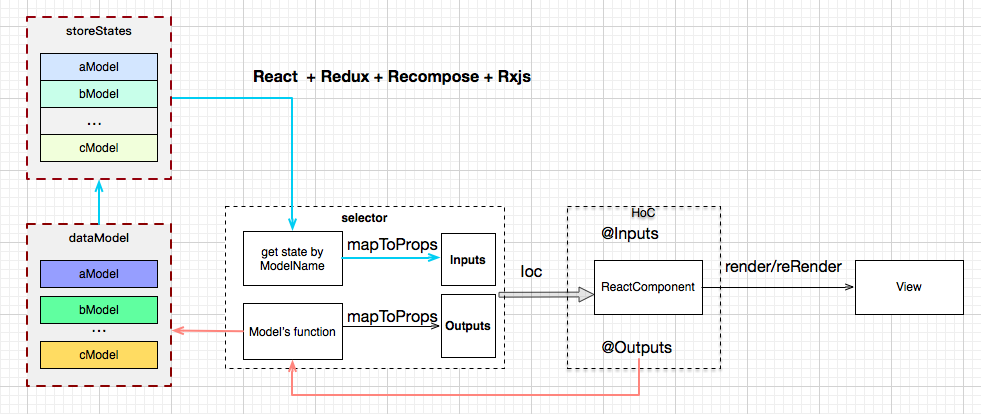 storeStates
aModel
bModel
...
cModel
React + Redux + Recompose + Rxjs
dataModel
aModel
bModel
...
cModel
selector
get state by
ModelName
mapToProps
Inputs
Model's function
mapToProps
Outputs
Ioc
HoC
@Inputs
ReactComponent
@Outputs
render/reRender
View